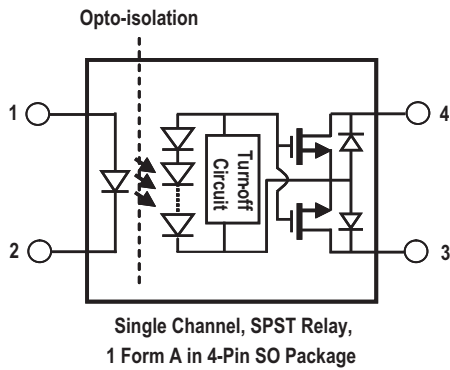 Opto-isolation
1
4
Turn-off
Circuit
2
3
Single Channel, SPST Relay,
1 Form A in 4-Pin SO Package